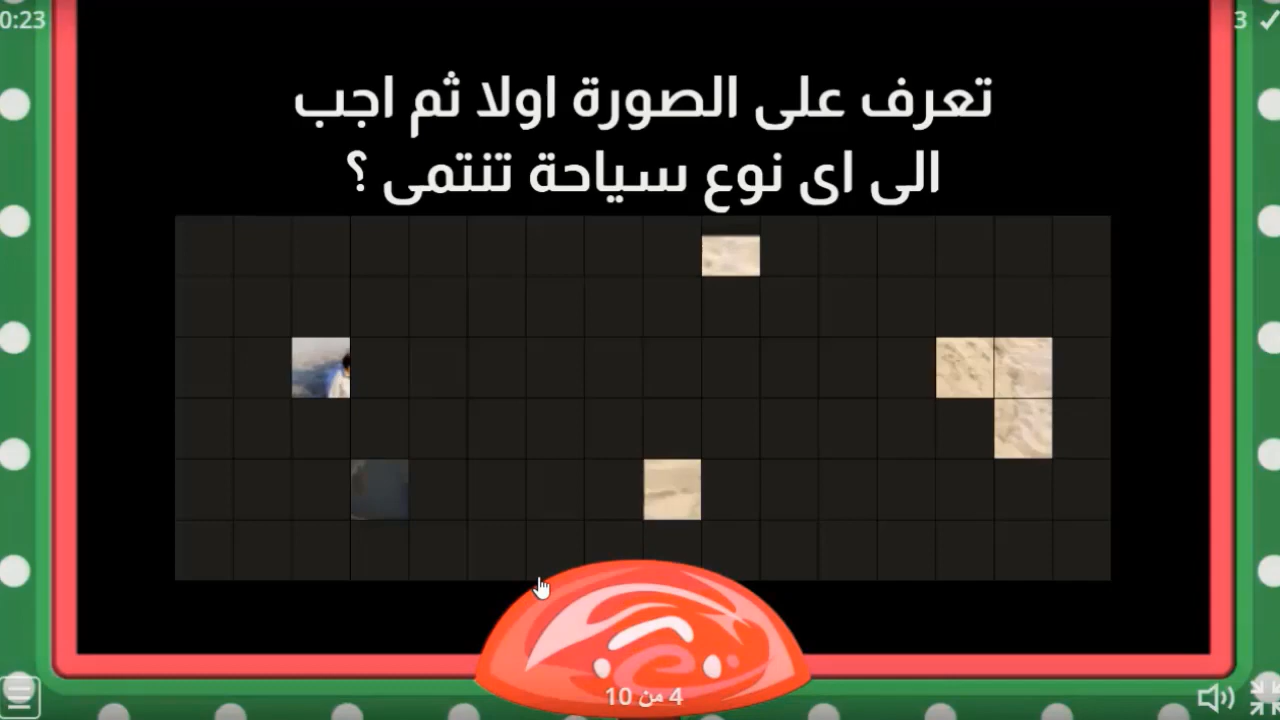 0:23
3
تعرف على الصورة اولا ثم اجب
الى اى نوع سياحة تنتمى ؟
4 من 10